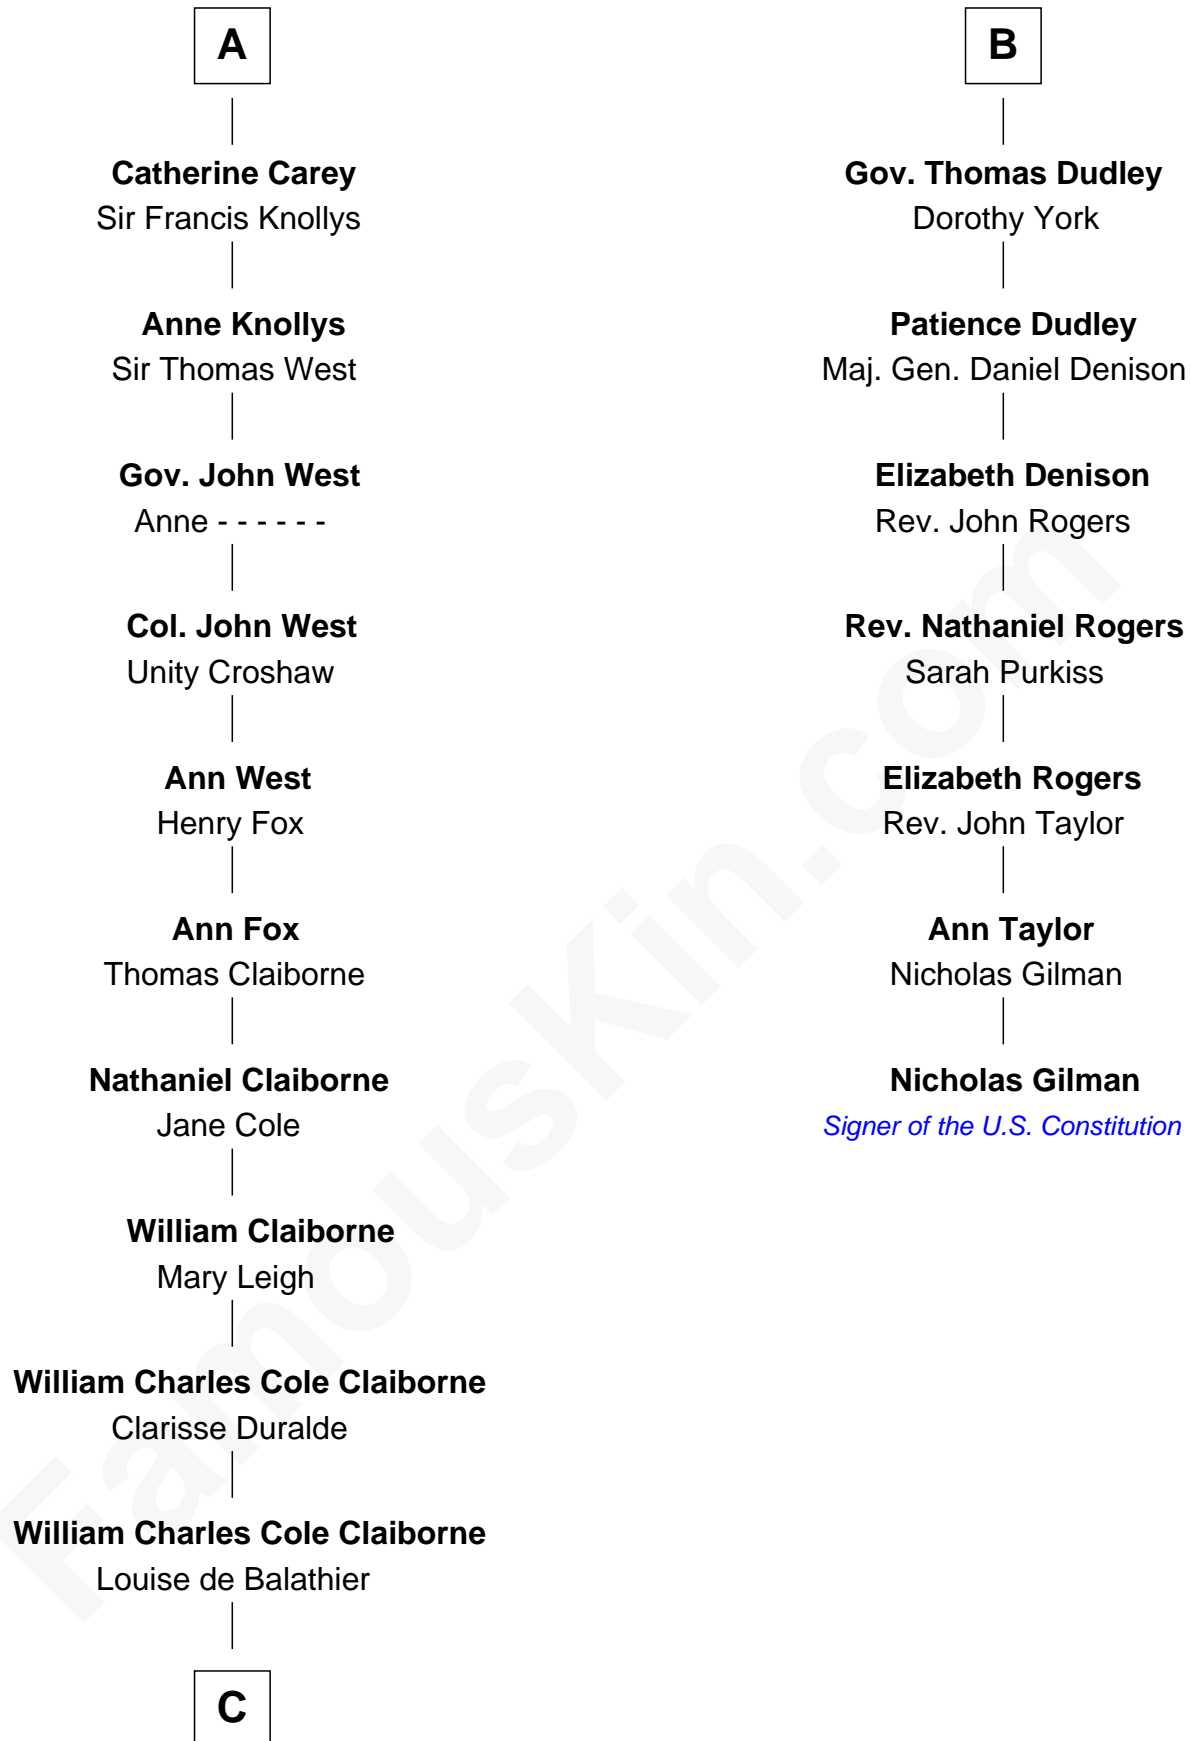 A
Catherine Carey
Sir Francis Knollys
Anne Knollys
Sir Thomas West
Gov. John West
Anne - - - - - -
Col. John West
Unity Croshaw
Ann West
Henry Fox
Ann Fox
Thomas Claiborne
Nathaniel Claiborne
Jane Cole
William Claiborne
Mary Leigh
William Charles Cole Claiborne
Clarisse Duralde
William Charles Cole Claiborne
Louise de Balathier
C
B
Gov. Thomas Dudley
Dorothy York
Patience Dudley
Maj. Gen. Daniel Denison
Elizabeth Denison
Rev. John Rogers
Rev. Nathaniel Rogers
Sarah Purkiss
Elizabeth Rogers
Rev. John Taylor
Ann Taylor
Nicholas Gilman
Nicholas Gilman
Signer of the U.S. Constitution
FamousKin.com